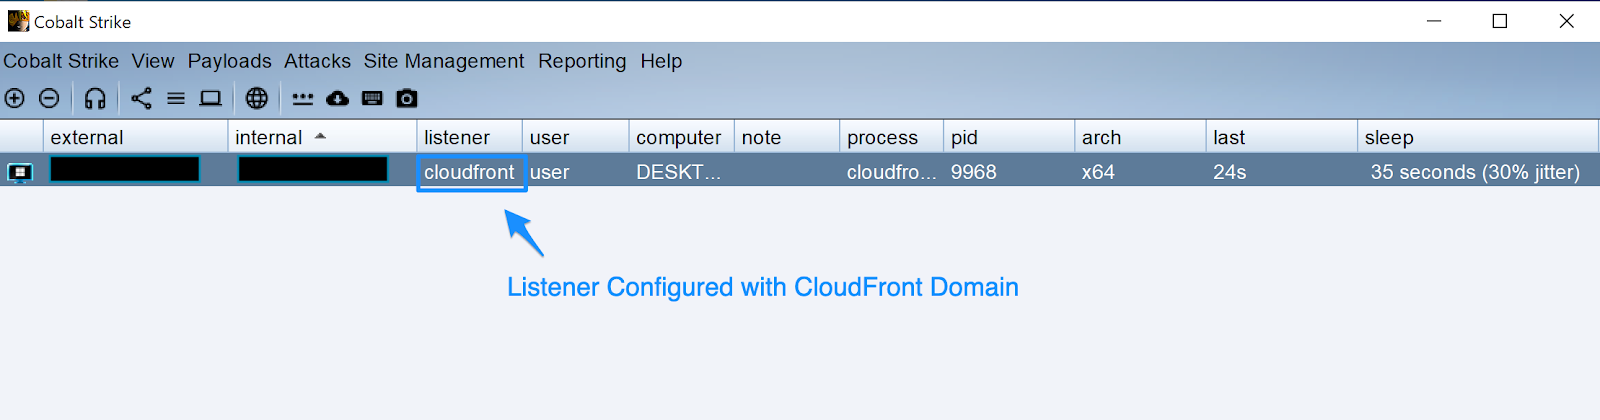 Cobalt Strike
Cobalt Strike View Payloads Attacks Site Management Reporting Help
external internal listener user computer note process pid arch last sleep
cloudfront user DESKT... cloudfro... 9968 x64 24s 35 seconds (30% jitter)
Listener Configured with CloudFront Domain